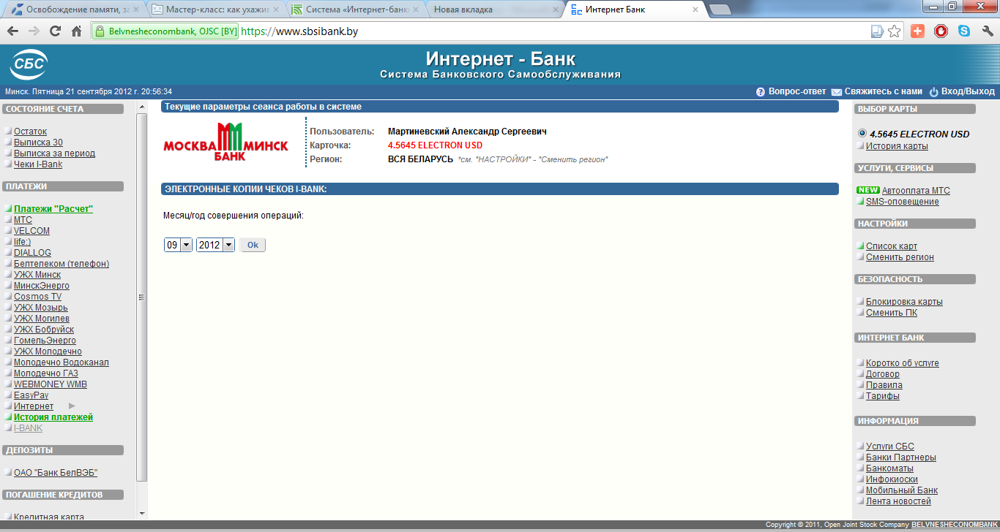 Освобождение памяти, за
Мастер-класс: как ухажив
Система «Интернет-банк
Новая вкладка
Интернет Банк
Belvnesheconombank, OJSC [BY]
https://www.sbsibank.by
СБС
Интернет - Банк
Система Банковского Самообслуживания
Минск. Пятница 21 сентября 2012 г. 20:56:34
Вопрос-ответ
Свяжитесь с нами
Вход/Выход
СОСТОЯНИЕ СЧЕТА
Остаток
Выписка 30
Выписка за период
Чеки I-Bank
ПЛАТЕЖИ
Платежи "Расчет"
МТС
VELCOM
life:)
DIALLOG
Белтелеком (телефон)
УЖХ Минск
МинскЭнерго
Cosmos TV
УЖХ Мозырь
УЖХ Могилев
УЖХ Бобруйск
ГомельЭнерго
УЖХ Молодечно
Молодечно Водоканал
Молодечно ГАЗ
WEBMONEY WMB
EasyPay
Интернет
История платежей
I-BANK
ДЕПОЗИТЫ
ОАО "Банк БелВЭБ"
ПОГАШЕНИЕ КРЕДИТОВ
Кредитная карта
Текущие параметры сеанса работы в системе
МОСКВА МИНСК
БАНК
Пользователь: Мартиневский Александр Сергеевич
Карточка: 4.5645 ELECTRON USD
Регион: ВСЯ БЕЛАРУСЬ *см. "НАСТРОЙКИ" - "Сменить регион"
ЭЛЕКТРОННЫЕ КОПИИ ЧЕКОВ I-BANK:
Месяц/год совершения операций:
09 2012 Ok
ВЫБОР КАРТЫ
4.5645 ELECTRON USD
История карты
УСЛУГИ, СЕРВИСЫ
NEW Автооплата МТС
SMS-оповещение
НАСТРОЙКИ
Список карт
Сменить регион
БЕЗОПАСНОСТЬ
Блокировка карты
Сменить ПК
ИНТЕРНЕТ БАНК
Коротко об услуге
Договор
Правила
Тарифы
ИНФОРМАЦИЯ
Услуги СБС
Банки Партнеры
Банкоматы
Инфокиоски
Мобильный Банк
Лента новостей
Copyright © 2011, Open Joint Stock Company BELVNESHECONOMBANK